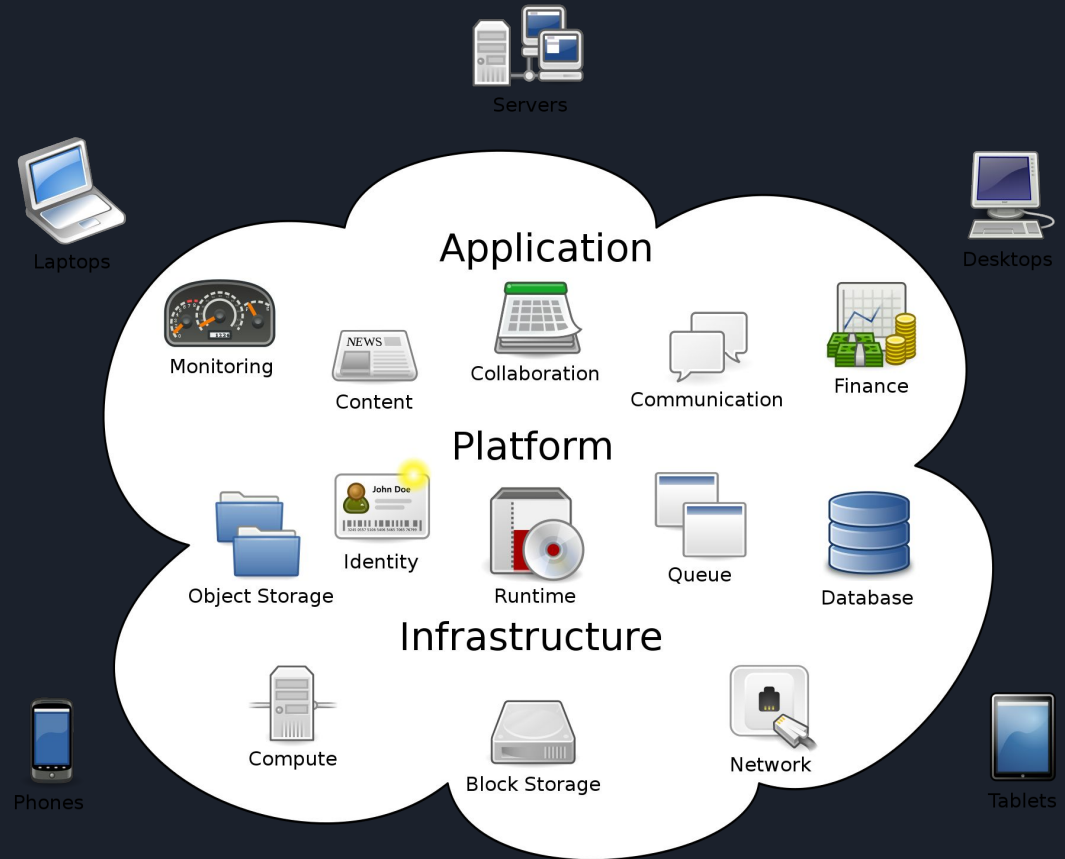 Servers
Laptops
Desktops
Application
Monitoring
NEWS
Content
Collaboration
Communication
Finance
Platform
John Doe
Identity
Object Storage
Runtime
Queue
Database
Infrastructure
Compute
Block Storage
Network
Phones
Tablets